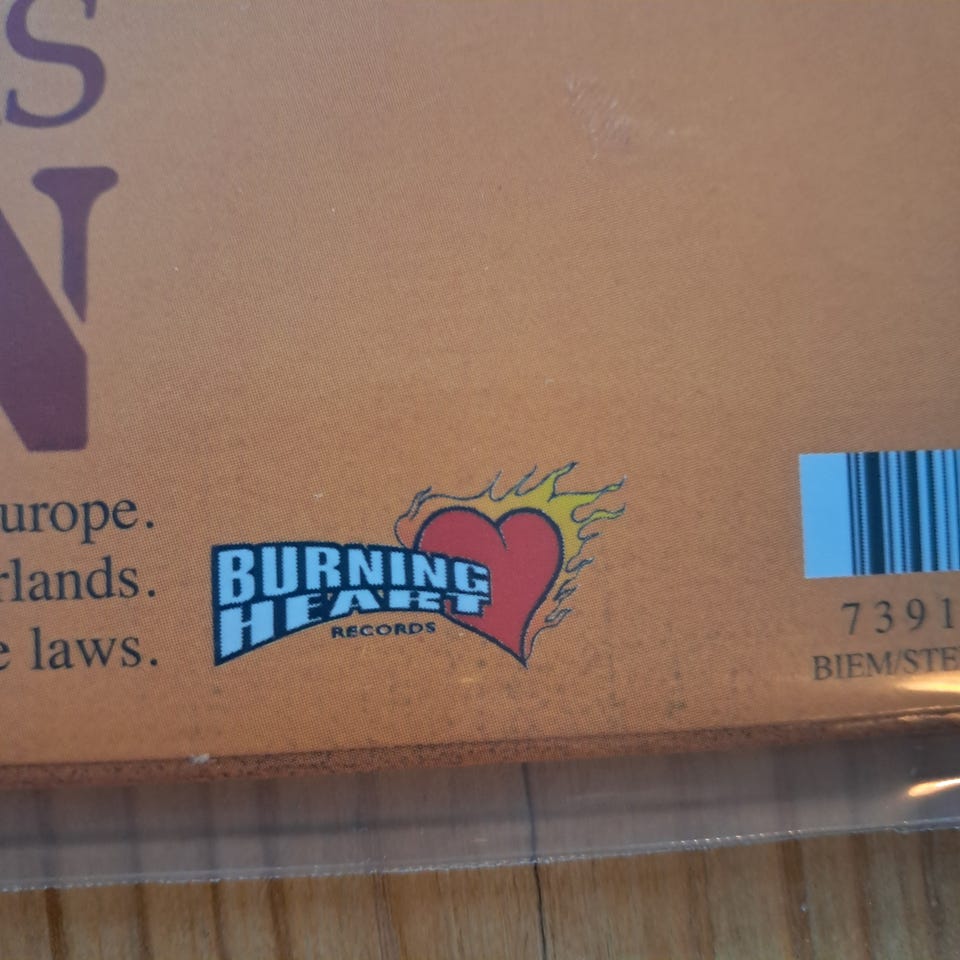 S
N
urope.
rlands.
e laws.
BURNING
HEART
RECORDS
7391
BIEM/STE